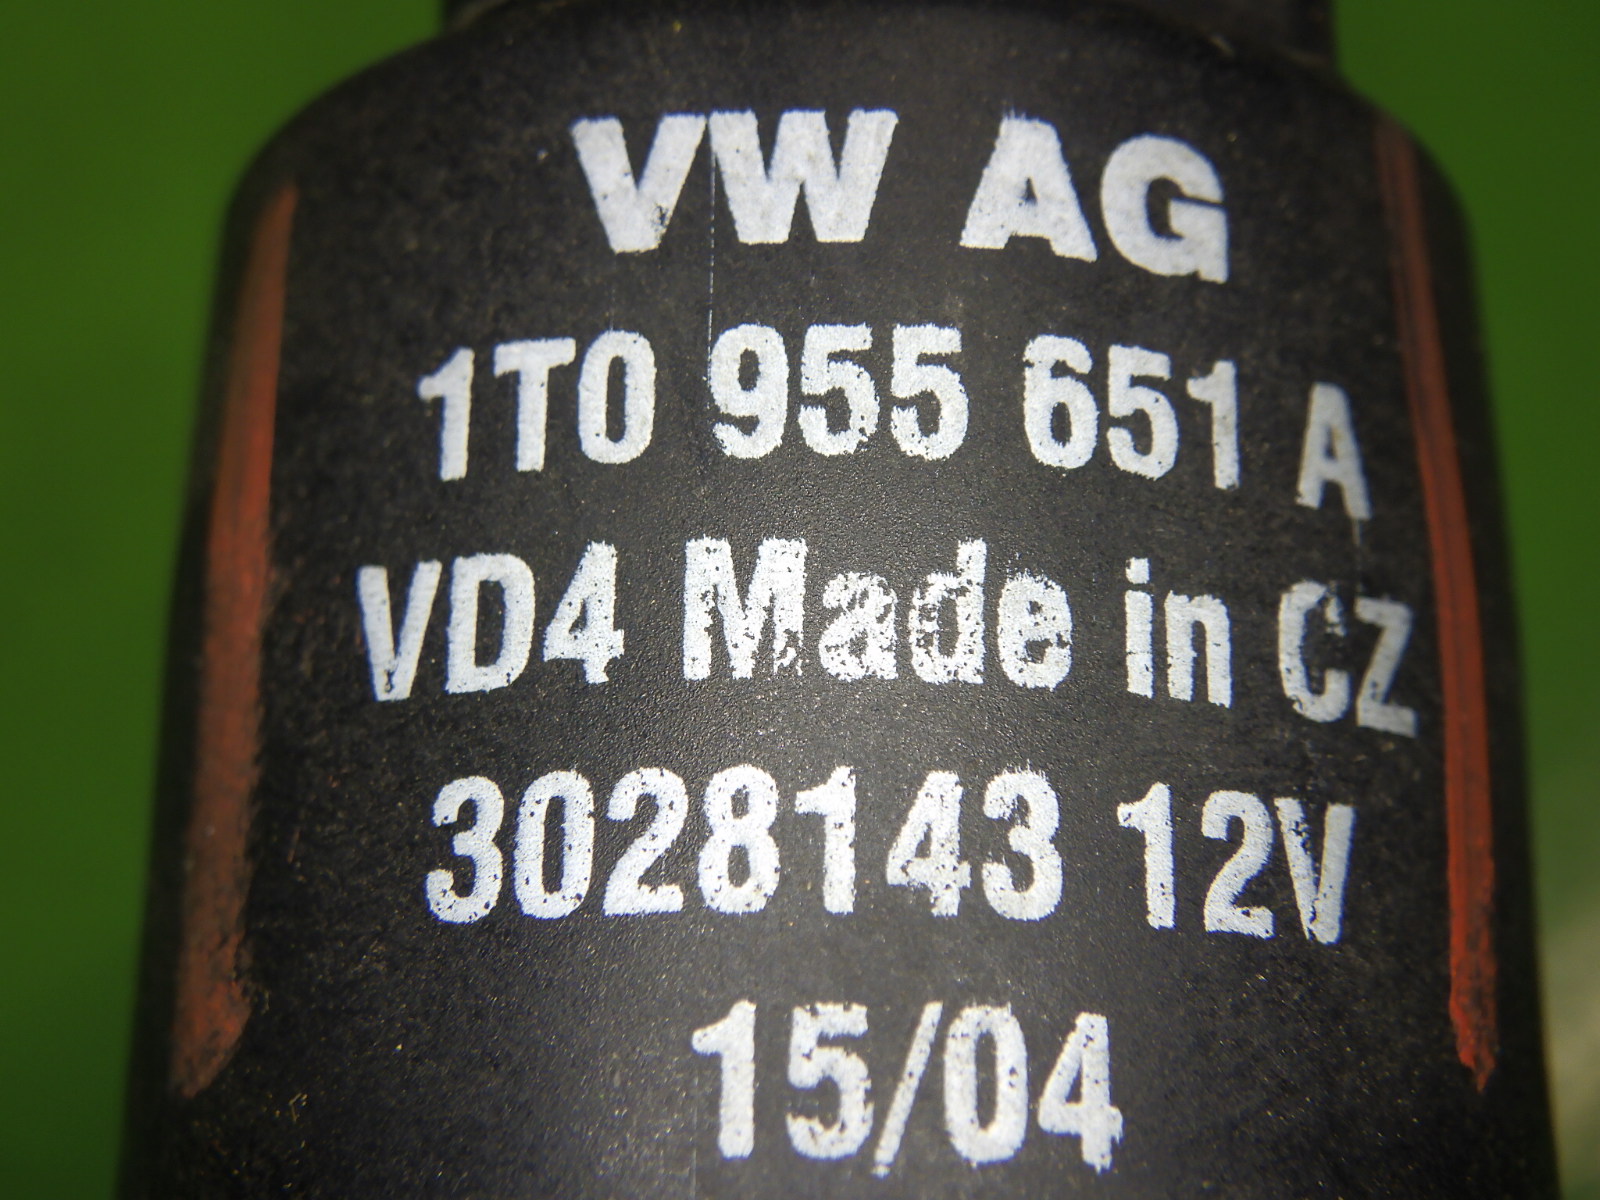 VW AG
1T0 955 651 A
VD4 Made in CZ
3028143 12V
15/04